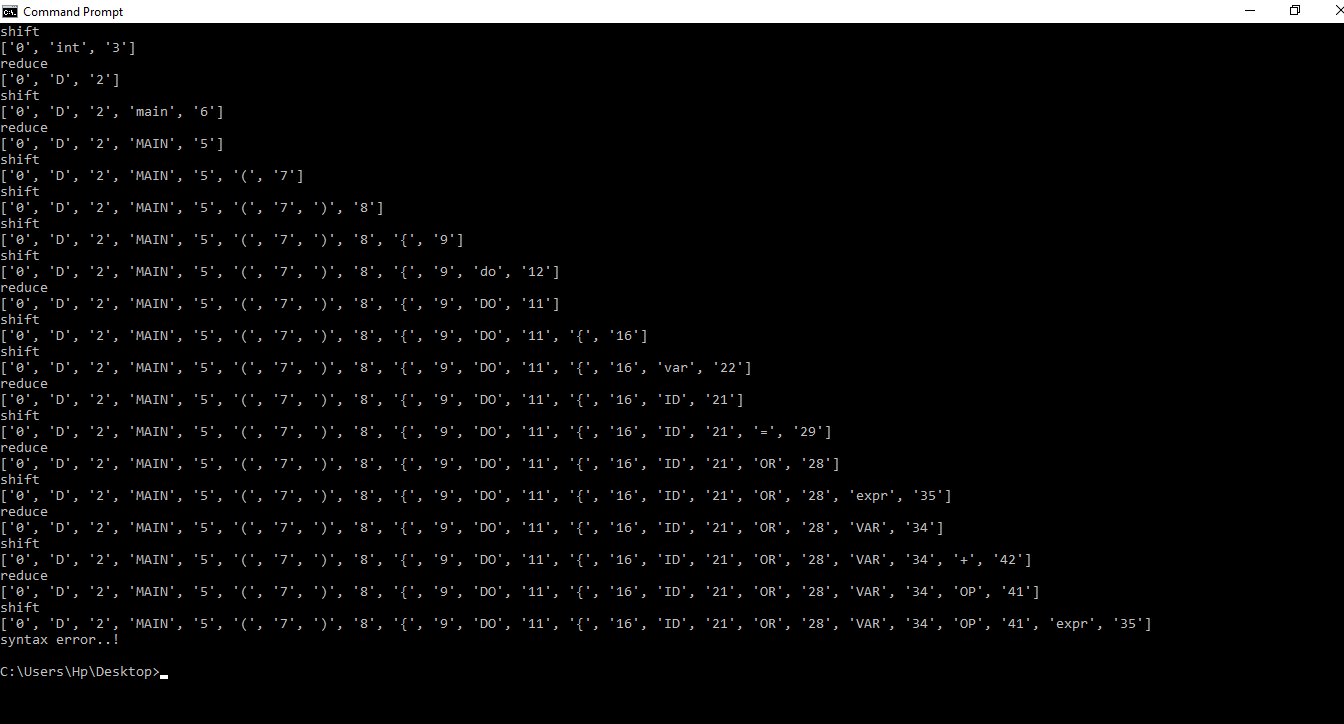 Command Prompt
shift
['0', 'int', '3']
reduce
['0', 'D', '2']
shift
['0', 'D', '2', 'main', '6']
reduce
['0', 'D', '2', 'MAIN', '5']
shift
['0', 'D', '2', 'MAIN', '5', '(', '7']
shift
['0', 'D', '2', 'MAIN', '5', '(', '7', ')', '8']
shift
['0', 'D', '2', 'MAIN', '5', '(', '7', ')', '8', '{', '9']
shift
['0', 'D', '2', 'MAIN', '5', '(', '7', ')', '8', '{', '9', 'do', '12']
reduce
['0', 'D', '2', 'MAIN', '5', '(', '7', ')', '8', '{', '9', 'DO', '11']
shift
['0', 'D', '2', 'MAIN', '5', '(', '7', ')', '8', '{', '9', 'DO', '11', '{', '16']
shift
['0', 'D', '2', 'MAIN', '5', '(', '7', ')', '8', '{', '9', 'DO', '11', '{', '16', 'var', '22']
reduce
['0', 'D', '2', 'MAIN', '5', '(', '7', ')', '8', '{', '9', 'DO', '11', '{', '16', 'ID', '21']
shift
['0', 'D', '2', 'MAIN', '5', '(', '7', ')', '8', '{', '9', 'DO', '11', '{', '16', 'ID', '21', '=', '29']
reduce
['0', 'D', '2', 'MAIN', '5', '(', '7', ')', '8', '{', '9', 'DO', '11', '{', '16', 'ID', '21', 'OR', '28']
shift
['0', 'D', '2', 'MAIN', '5', '(', '7', ')', '8', '{', '9', 'DO', '11', '{', '16', 'ID', '21', 'OR', '28', 'expr', '35']
reduce
['0', 'D', '2', 'MAIN', '5', '(', '7', ')', '8', '{', '9', 'DO', '11', '{', '16', 'ID', '21', 'OR', '28', 'VAR', '34']
shift
['0', 'D', '2', 'MAIN', '5', '(', '7', ')', '8', '{', '9', 'DO', '11', '{', '16', 'ID', '21', 'OR', '28', 'VAR', '34', '+', '42']
reduce
['0', 'D', '2', 'MAIN', '5', '(', '7', ')', '8', '{', '9', 'DO', '11', '{', '16', 'ID', '21', 'OR', '28', 'VAR', '34', 'OP', '41']
shift
['0', 'D', '2', 'MAIN', '5', '(', '7', ')', '8', '{', '9', 'DO', '11', '{', '16', 'ID', '21', 'OR', '28', 'VAR', '34', 'OP', '41', 'expr', '35']
syntax error..!
C:\Users\Hp\Desktop>